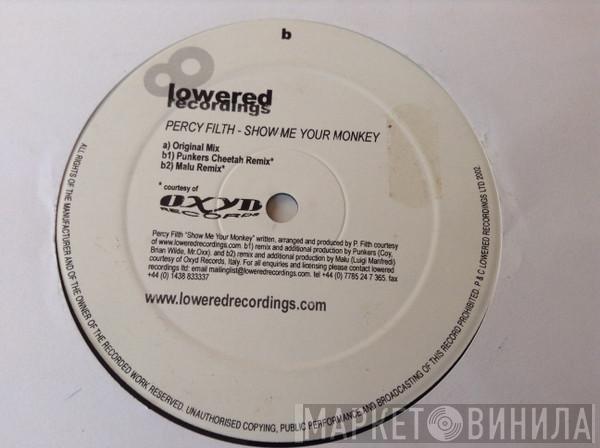 b
8
lowered
recordings
PERCY FILTH - SHOW ME YOUR MONKEY
a) Original Mix
b1) Punkers Cheetah Remix*
b2) Malu Remix*
* courtesy of
OXYD
RECORDS
Percy Filth "Show Me Your Monkey" written, arranged and produced by P. Filth courtesy
of www.loweredrecordings.com. b1) remix and additional production by Punkers (Coy,
Brian Wilde, Mr.Oxx). and b2) remix and additional production by Malu (Luigi Manfredi)
courtesy of Oxyd Records, Italy. For all enquiries and licensing please contact lowered
recordings ltd: email mailinglist@loweredrecordings.com. tel +44 (0) 7785 24 7 365. fax
+44 (0) 1438 833337
www.loweredrecordings.com
ALL RIGHTS OF THE MANUFACTURER AND OF THE OWNER OF THE RECORDED WORK RESERVED. UNAUTHORISED COPYING, PUBLIC PERFORMANCE AND BROADCASTING OF THIS RECORD PROHIBITED. P & C LOWERED RECORDINGS LTD 2002
МАРКЕТ ВИНИЛА